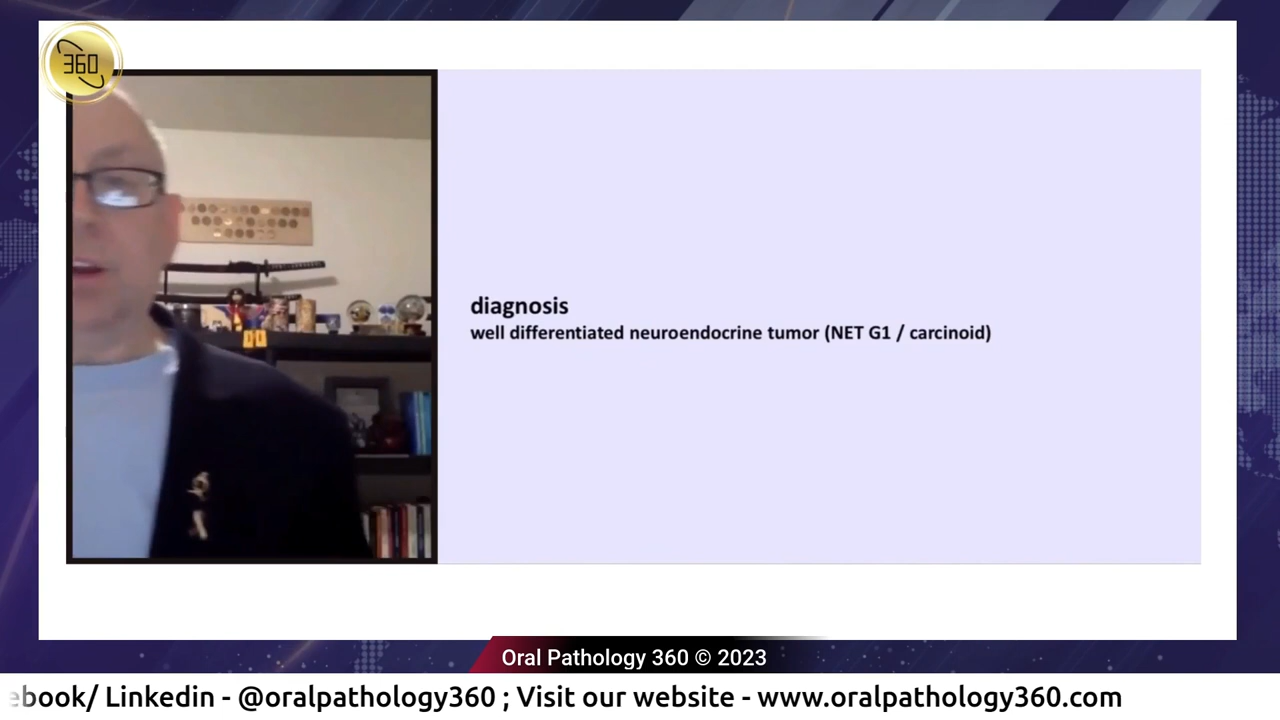 360
diagnosis
well differentiated neuroendocrine tumor (NET G1 / carcinoid)
Oral Pathology 360 © 2023
ebook/ Linkedin - @oralpathology360 ; Visit our website - www.oralpathology360.com